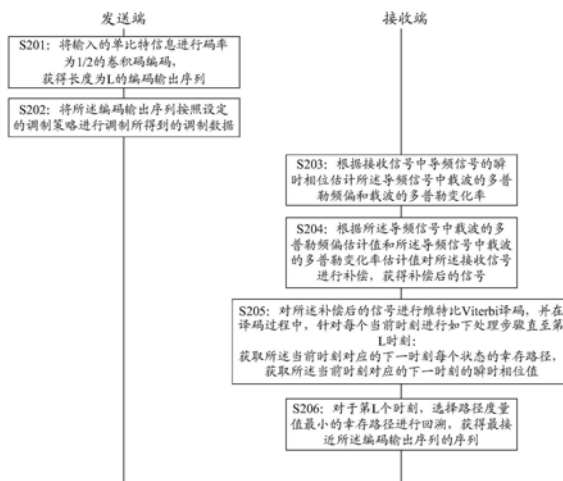 发送端
接收端
S201：将输入的单比特信息进行码率
为1/2的卷积码编码，
获得长度为L的编码输出序列
S202：将所述编码输出序列按照设定
的调制策略进行调制所得到的调制数据
S203：根据接收信号中导频信号的瞬
时相位估计所述导频信号中载波的多普
勒频偏和载波的多普勒变化率
S204：根据所述导频信号中载波的多
普勒频偏估计值和所述导频信号中载波
的多普勒变化率估计值对所述接收信号
进行补偿，获得补偿后的信号
S205：对所述补偿后的信号进行维特比Viterbi译码，并在
译码过程中，针对每个当前时刻进行如下处理步骤直至第
L时刻：
获取所述当前时刻对应的下一时刻每个状态的幸存路径，
获取所述当前时刻对应的下一时刻的瞬时相位值
S206：对于第L个时刻，选择路径度量
值最小的幸存路径进行回溯，获得最接
近所述编码输出序列的序列